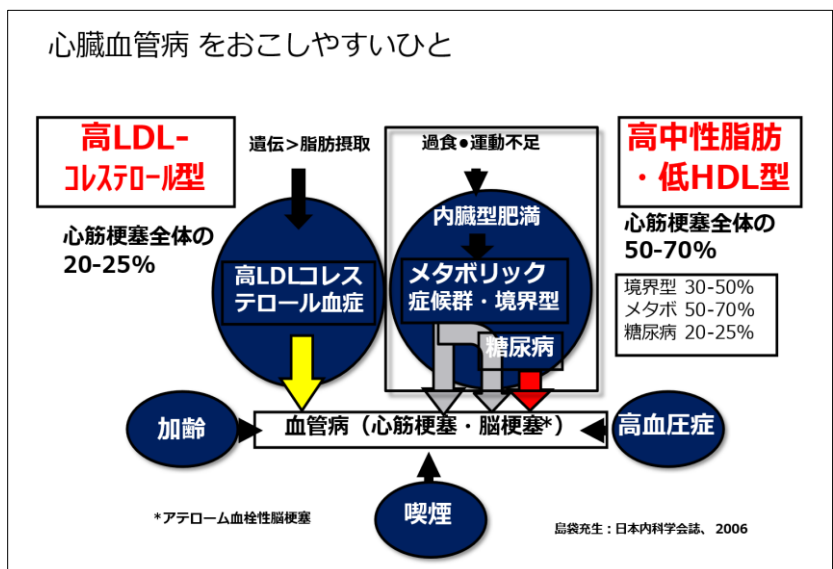 心臓血管病 をおこしやすいひと
高LDL-
ｺﾚｽﾃﾛｰﾙ型
遺伝>脂肪摂取
過食●運動不足
高中性脂肪
・低HDL型
心筋梗塞全体の
20-25%
内臓型肥満
心筋梗塞全体の
50-70%
高LDLコレス
テロール血症
メタボリック
症候群・境界型
境界型 30-50%
メタボ 50-70%
糖尿病 20-25%
糖尿病
加齢
血管病（心筋梗塞・脳梗塞*）
高血圧症
*アテローム血栓性脳梗塞
喫煙
島袋充生：日本内科学会誌、2006